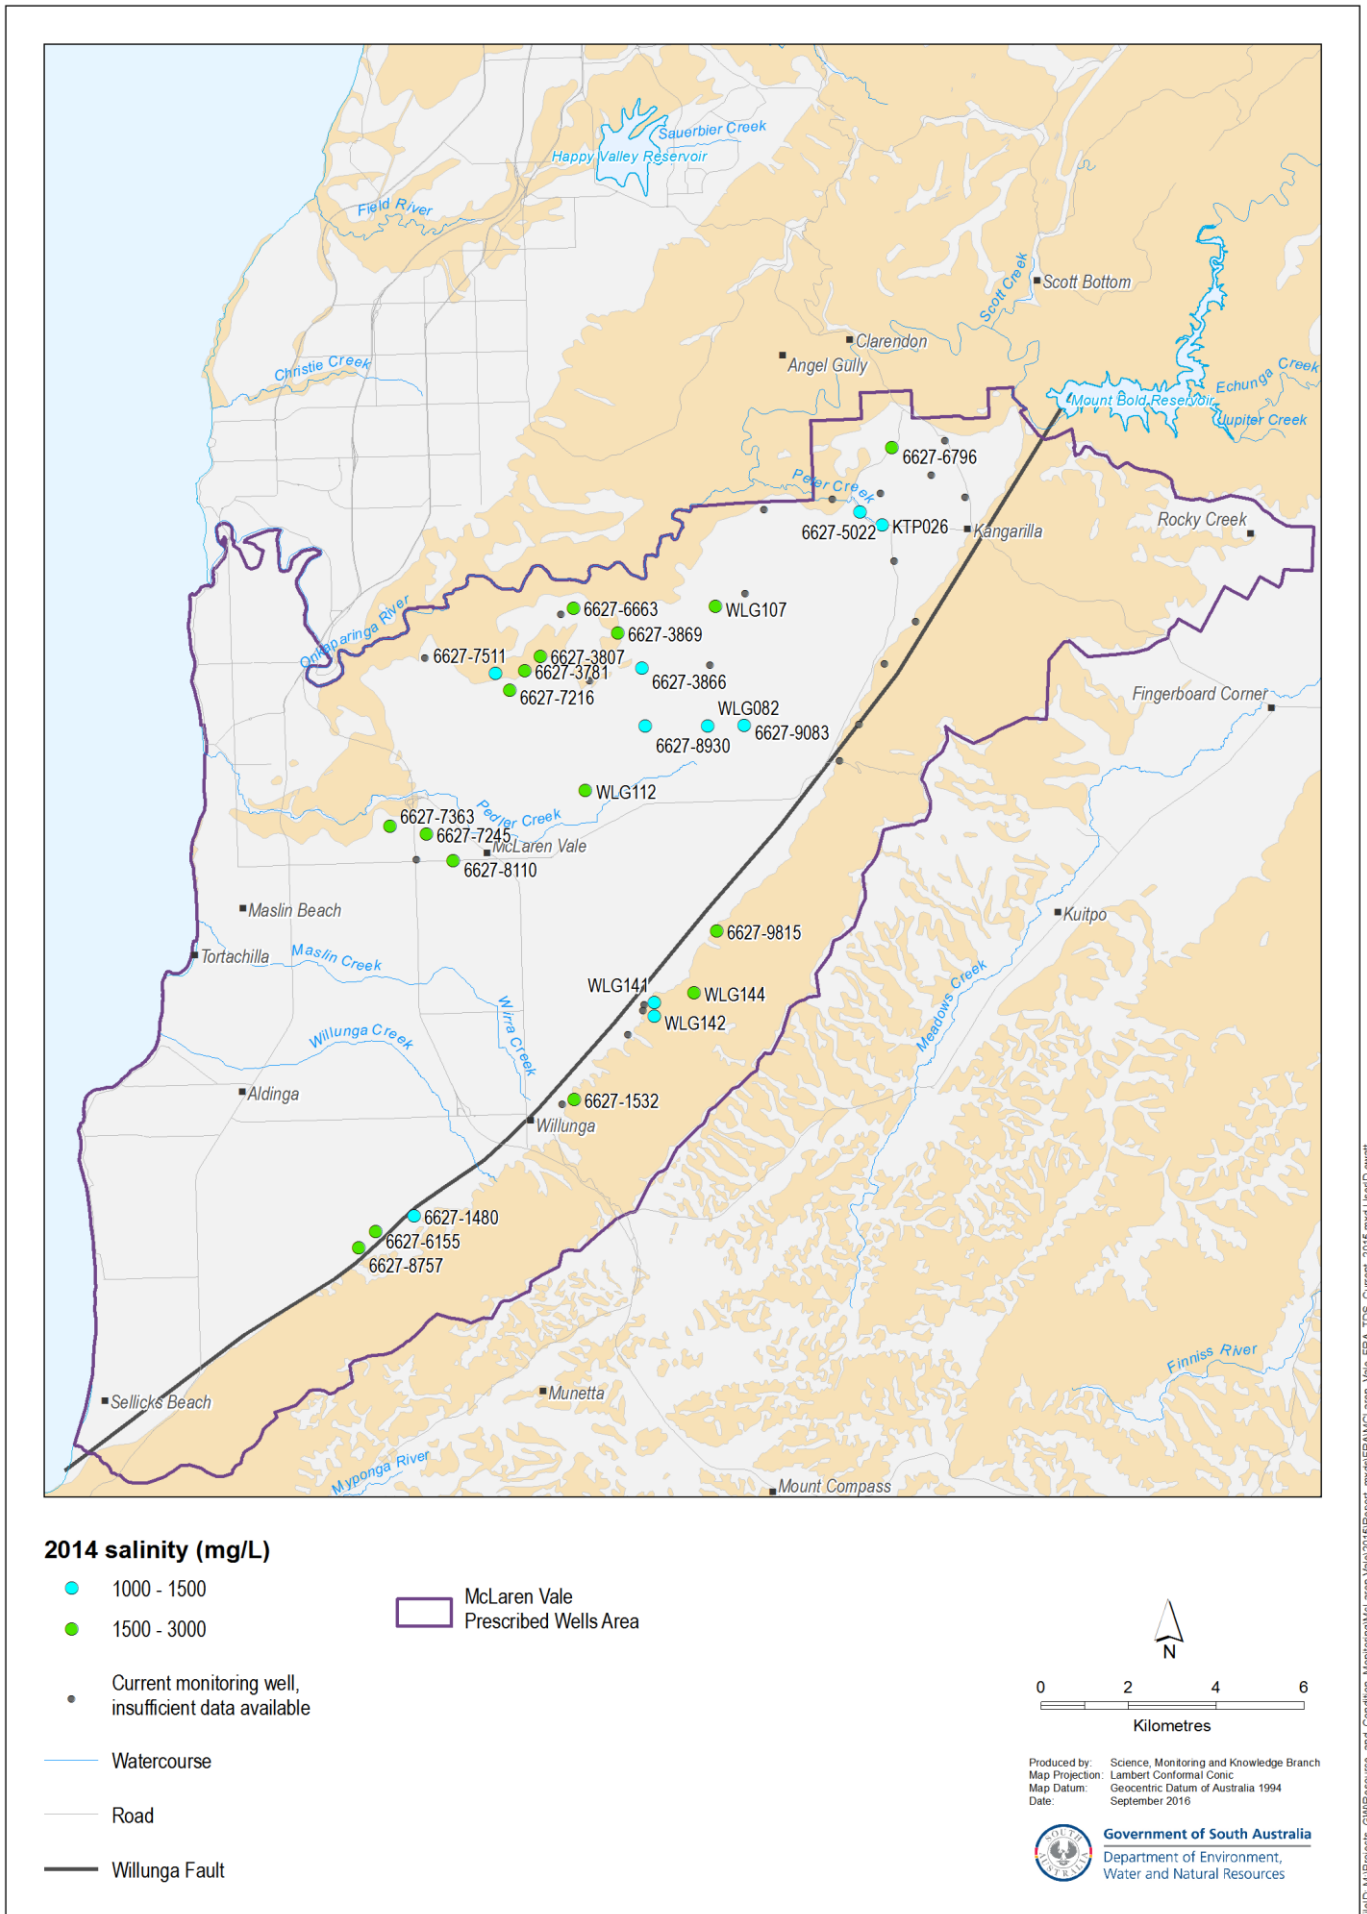 Sauerbier Creek
Happy Valley Reservoir
Field River
Scott Creek
Scott Bottom
Clarendon
Angel Gully
Christie Creek
Echunga Creek
Mount Bold Reservoir
Jupiter Creek
6627-6796
Peter Creek
Rocky Creek
6627-5022
KTP026
Kangarilla
Onkaparinga River
6627-6663
WLG107
6627-3869
6627-7511
6627-3807
6627-3781
6627-3866
6627-7216
Fingerboard Corner
WLG082
6627-9083
6627-8930
WLG112
Pedler Creek
6627-7363
6627-7245
McLaren Vale
6627-8110
Maslin Beach
Kuitpo
6627-9815
Tortachilla
Maslin Creek
Meadows Creek
WLG141
WLG144
WLG142
Wirra Creek
Willunga Creek
Aldinga
6627-1532
Willunga
6627-1480
6627-6155
6627-8757
Finniss River
Sellicks Beach
Munetta
Myponga River
Mount Compass
2014 salinity (mg/L)
1000 - 1500
1500 - 3000
Current monitoring well,
insufficient data available
Watercourse
Road
Willunga Fault
McLaren Vale
Prescribed Wells Area
N
0 2 4 6
Kilometres
Produced by: Science, Monitoring and Knowledge Branch
Map Projection: Lambert Conformal Conic
Map Datum: Geocentric Datum of Australia 1994
Date: September 2016
SOUTH
AUSTRALIA
Government of South Australia
Department of Environment,
Water and Natural Resources